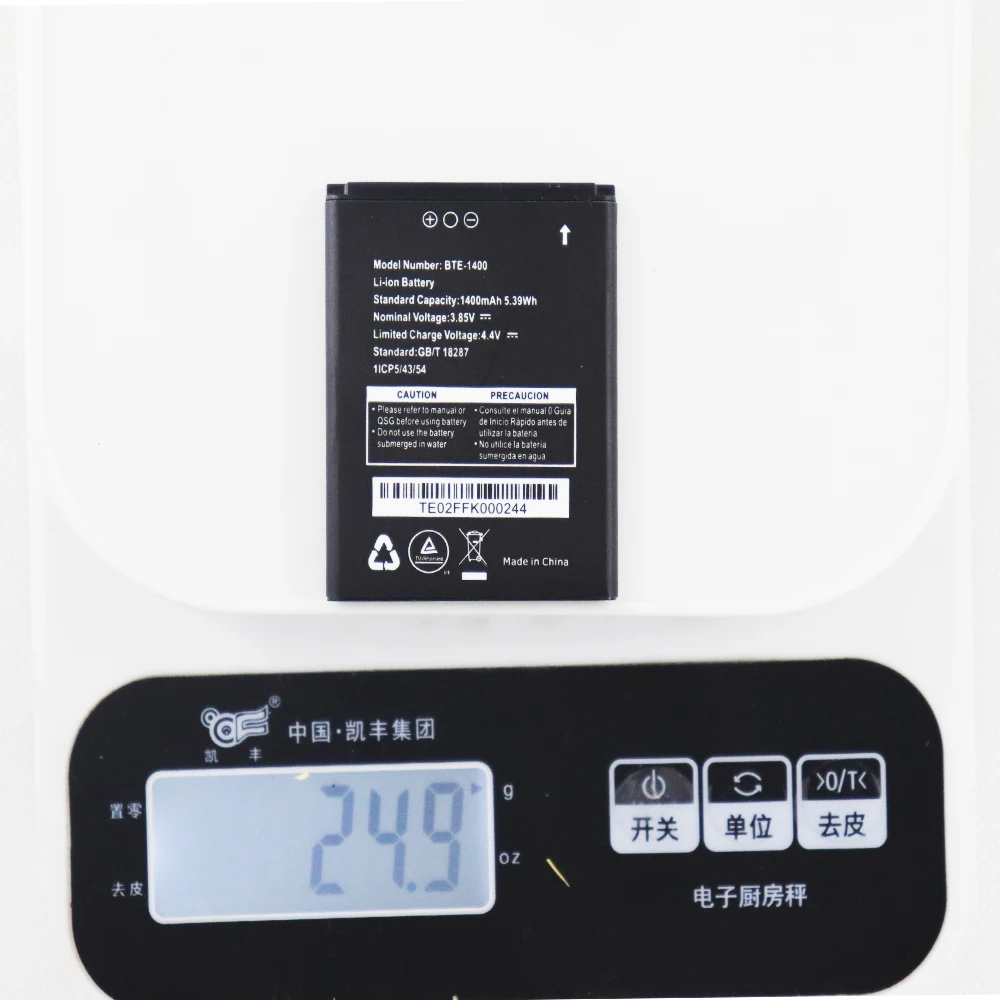 Model Number: BTE-1400
Li-ion Battery
Standard Capacity:1400mAh 5.39Wh
Nominal Voltage:3.85V
Limited Charge Voltage:4.4V
Standard:GB/T 18287
1ICP5/43/54
CAUTION
• Please refer to manual or
QSG before using battery
• Do not use the battery
submerged in water
PRECAUCION
• Consulte el manual 0 Guia
de Inicio Rápido antes de
utilizar la batería
• No utilice la batería
sumergida en agua
TE02FFK000244
Made in China
®
凯丰
中国·凯丰集团
置零
去皮
24.9
g
oz
开关
单位
>0/T<
去皮
电子厨房秤